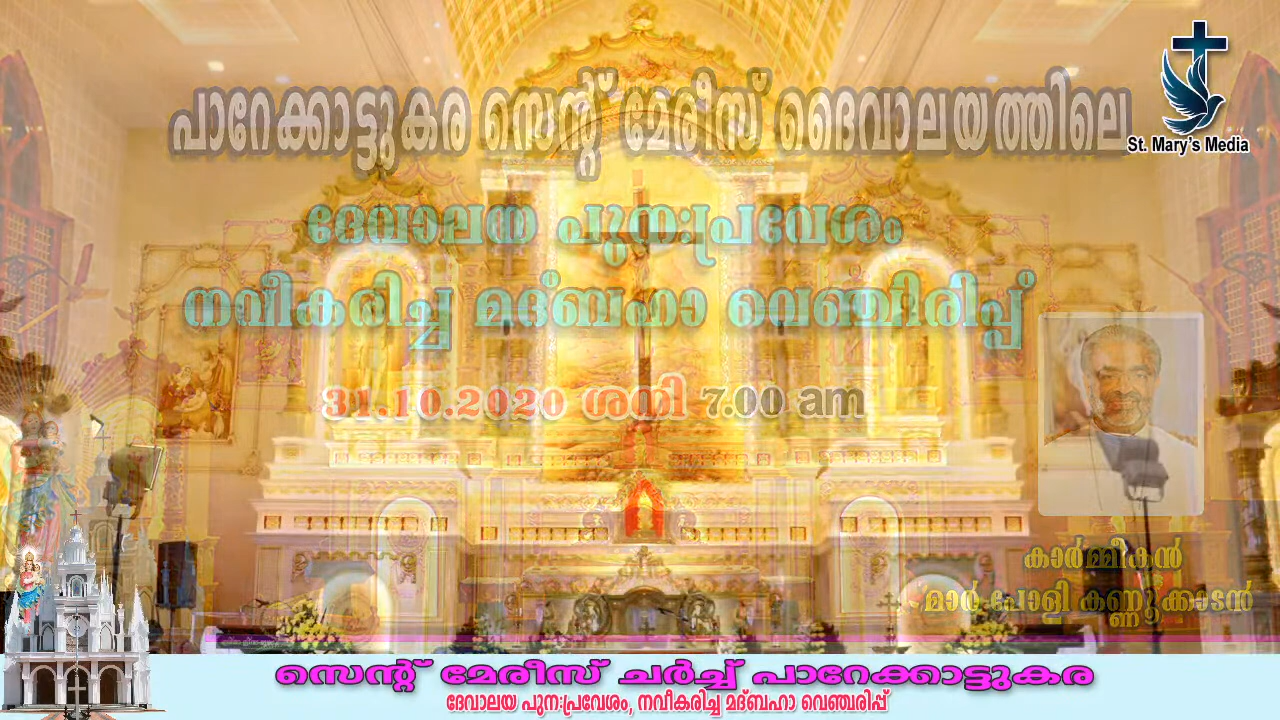 പാറേക്കാട്ടുകര സെന്റ് മേരീസ് ദൈവാലയത്തിലെ
St. Mary's Media
ദേവാലയ പുനഃപ്രവേശം
നവീകരിച്ച മദ്ബഹാ വെഞ്ചിരിപ്പ്
31.10.2020 ശനി 7.00 am
കാർമ്മീകൻ
മാർ പോളി കണ്ണൂക്കാടൻ
സെന്റ് മേരീസ് ചർച്ച് പാറേക്കാട്ടുകര
ദേവാലയ പുനഃപ്രവേശം, നവീകരിച്ച മദ്ബഹാ വെഞ്ചരിപ്പ്